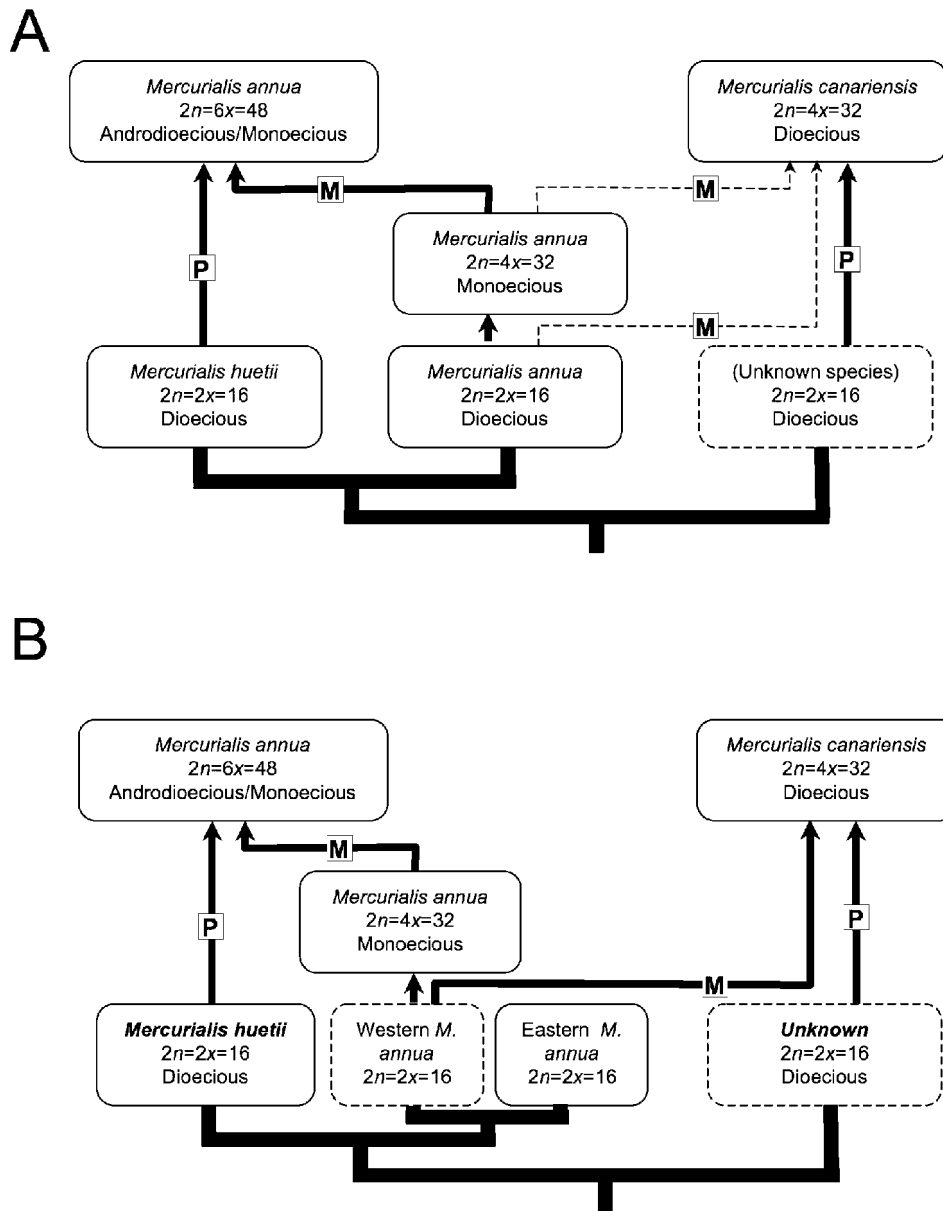 A
Mercurialis annua
2n=6x=48
Androdioecious/Monoecious
Mercurialis canariensis
2n=4x=32
Dioecious
M
M
Mercurialis annua
2n=4x=32
Monoecious
P
P
M
Mercurialis huetii
2n=2x=16
Dioecious
Mercurialis annua
2n=2x=16
Dioecious
(Unknown species)
2n=2x=16
Dioecious
B
Mercurialis annua
2n=6x=48
Androdioecious/Monoecious
Mercurialis canariensis
2n=4x=32
Dioecious
M
Mercurialis annua
2n=4x=32
Monoecious
P
P
M
Mercurialis huetii
2n=2x=16
Dioecious
Western M.
annua
2n=2x=16
Eastern M.
annua
2n=2x=16
Unknown
2n=2x=16
Dioecious